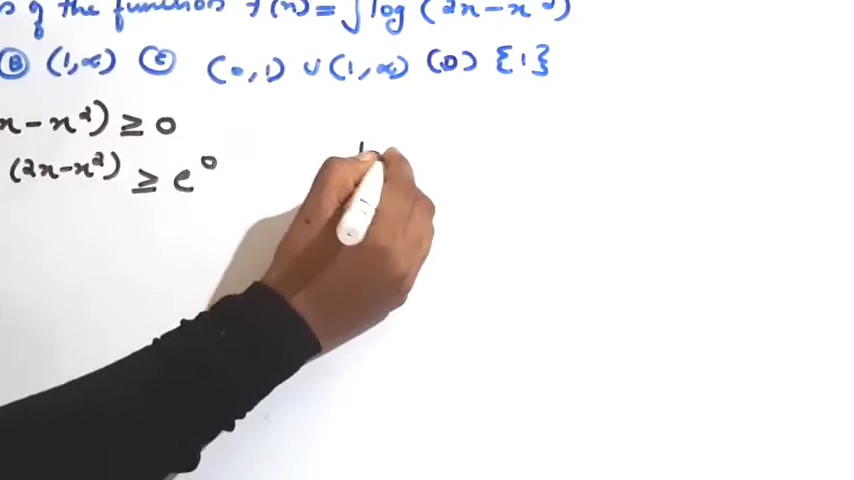 of the function f(x) = √log (2x-x²)
(B) (1,∞) (C) (0,1) ∪ (1,∞) (D) {1}
x-x²) ≥ 0
(2x-x²) ≥ e⁰